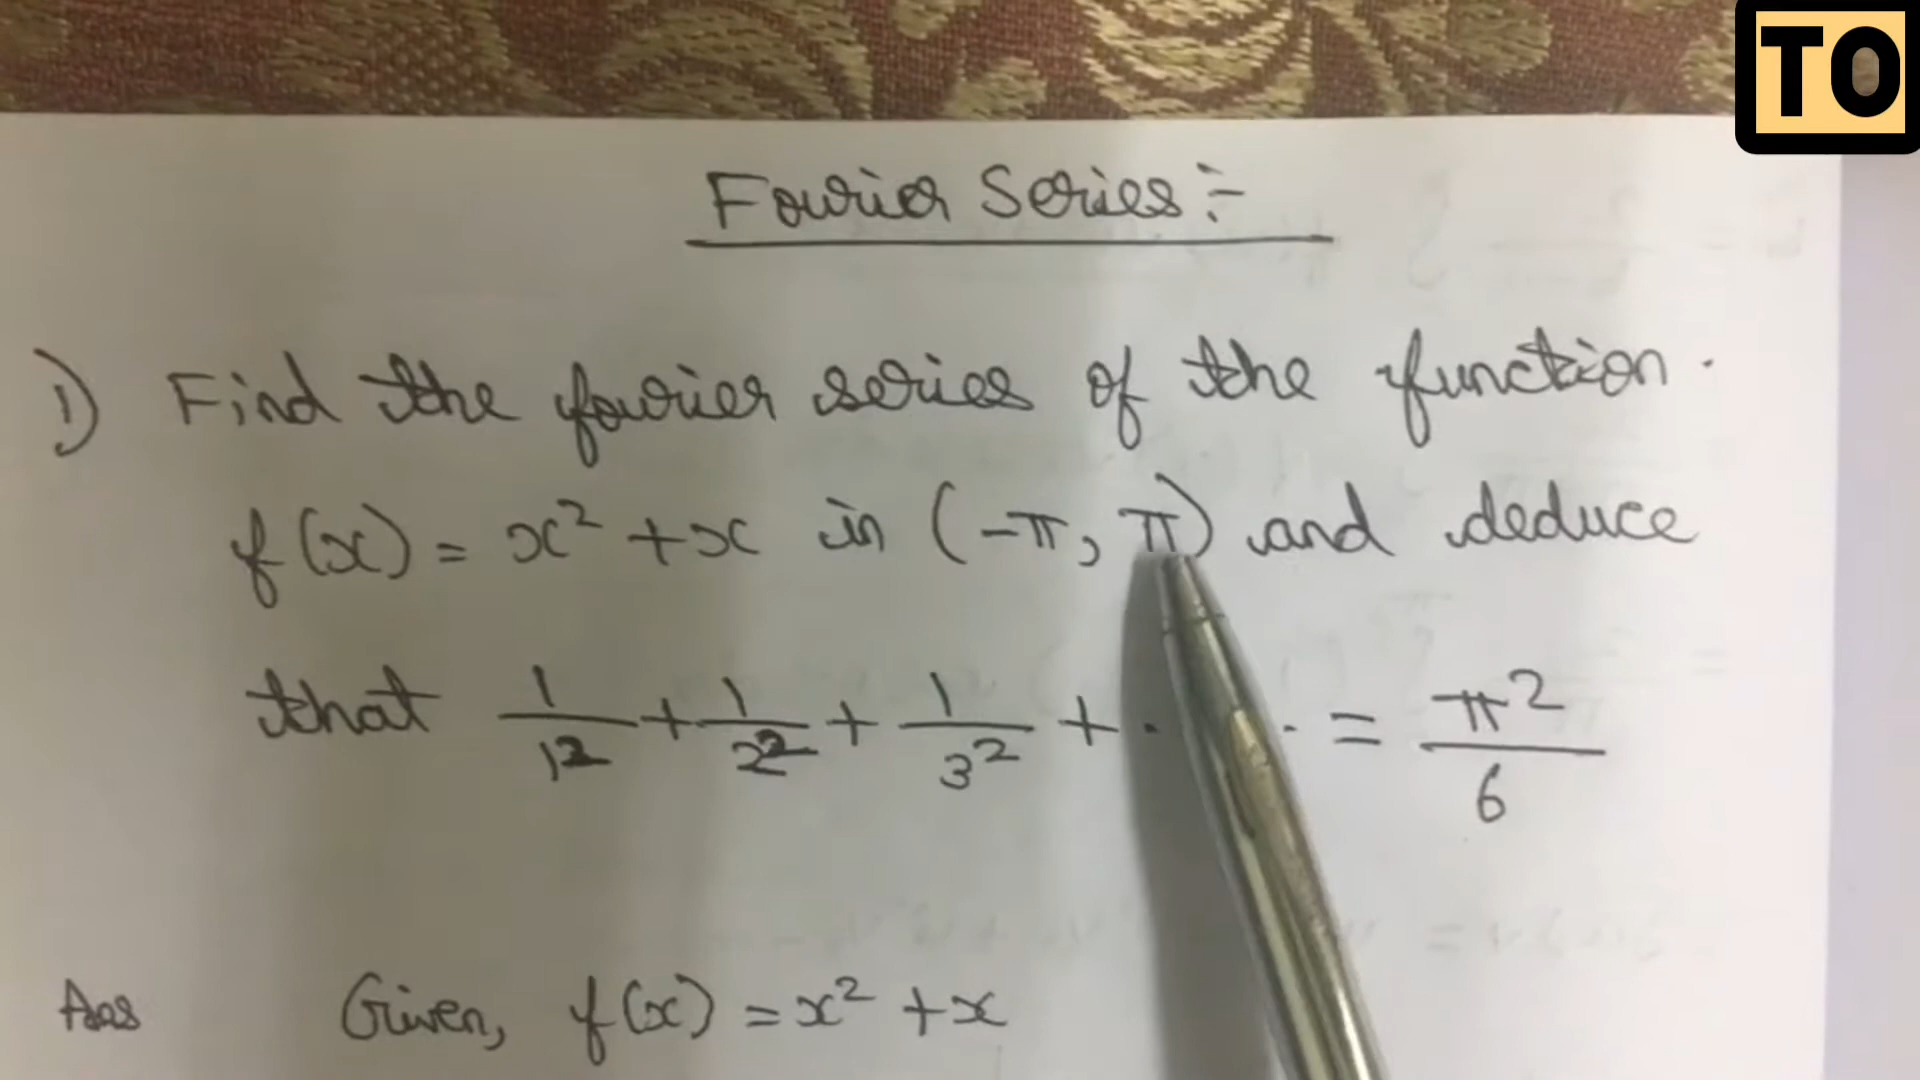 TO
Fourier Series :-
1) Find the fourier series of the function.
f(x) = x² + x in (-π, π) and deduce
that 1/1² + 1/2² + 1/3² + . . = π²/6
Ans Given, f(x) = x² + x